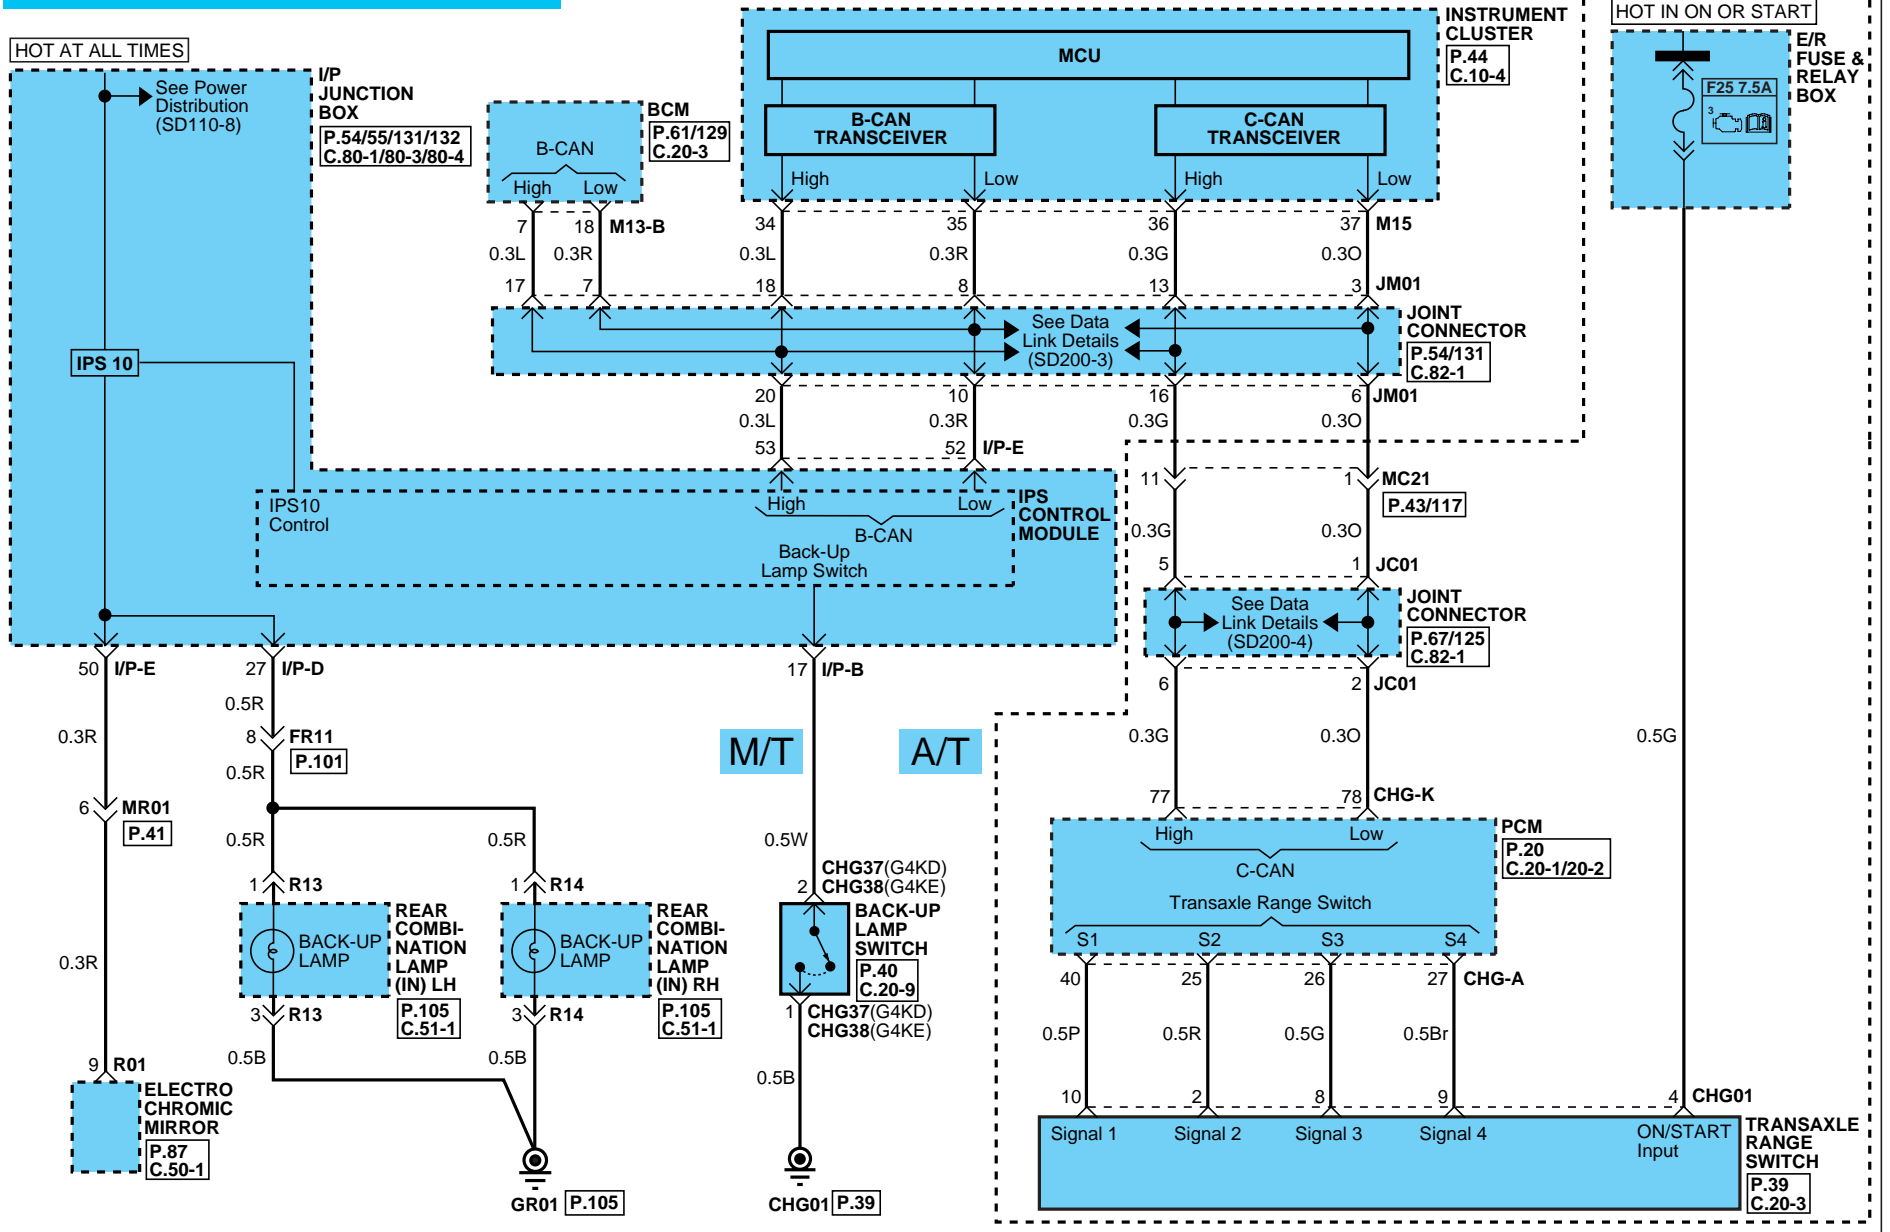 HOT AT ALL TIMES
I/P
JUNCTION
BOX
P.54/55/131/132
C.80-1/80-3/80-4
See Power
Distribution
(SD110-8)
IPS 10
BCM
P.61/129
C.20-3
B-CAN
High Low
7 18 M13-B
0.3L 0.3R
17 7
INSTRUMENT
CLUSTER
P.44
C.10-4
MCU
B-CAN
TRANSCEIVER
C-CAN
TRANSCEIVER
High Low High Low
34 35 36 37 M15
0.3L 0.3R 0.3G 0.3O
18 8 13 3 JM01
HOT IN ON OR START
E/R
FUSE &
RELAY
BOX
F25 7.5A
3
JOINT
CONNECTOR
P.54/131
C.82-1
See Data
Link Details
(SD200-3)
20 10 16 6 JM01
0.3L 0.3R 0.3G 0.3O
53 52 I/P-E
11 1 MC21
P.43/117
IPS10
Control
High Low
B-CAN
IPS
CONTROL
MODULE
Back-Up
Lamp Switch
0.3G 0.3O
5 1 JC01
See Data
Link Details
(SD200-4)
JOINT
CONNECTOR
P.67/125
C.82-1
6 2 JC01
50 I/P-E 27 I/P-D 17 I/P-B
0.5R
0.3R
8 FR11
P.101
0.5R
6 MR01
P.41
M/T A/T
0.3G 0.3O 0.5G
77 78 CHG-K
0.5R 0.5R 0.5W
CHG37(G4KD)
2 CHG38(G4KE)
PCM
P.20
C.20-1/20-2
High Low
C-CAN
Transaxle Range Switch
S1 S2 S3 S4
1 R13 1 R14
BACK-UP
LAMP
REAR
COMBI-
NATION
LAMP
(IN) LH
P.105
C.51-1
BACK-UP
LAMP
REAR
COMBI-
NATION
LAMP
(IN) RH
P.105
C.51-1
BACK-UP
LAMP
SWITCH
P.40
C.20-9
0.3R
3 R13 3 R14
1 CHG37(G4KD)
CHG38(G4KE)
40 25 26 27 CHG-A
0.5P 0.5R 0.5G 0.5Br
0.5B 0.5B 0.5B
9 R01
ELECTRO
CHROMIC
MIRROR
P.87
C.50-1
10 2 8 9 4 CHG01
Signal 1 Signal 2 Signal 3 Signal 4 ON/START
Input
TRANSAXLE
RANGE
SWITCH
P.39
C.20-3
GR01 P.105
CHG01 P.39